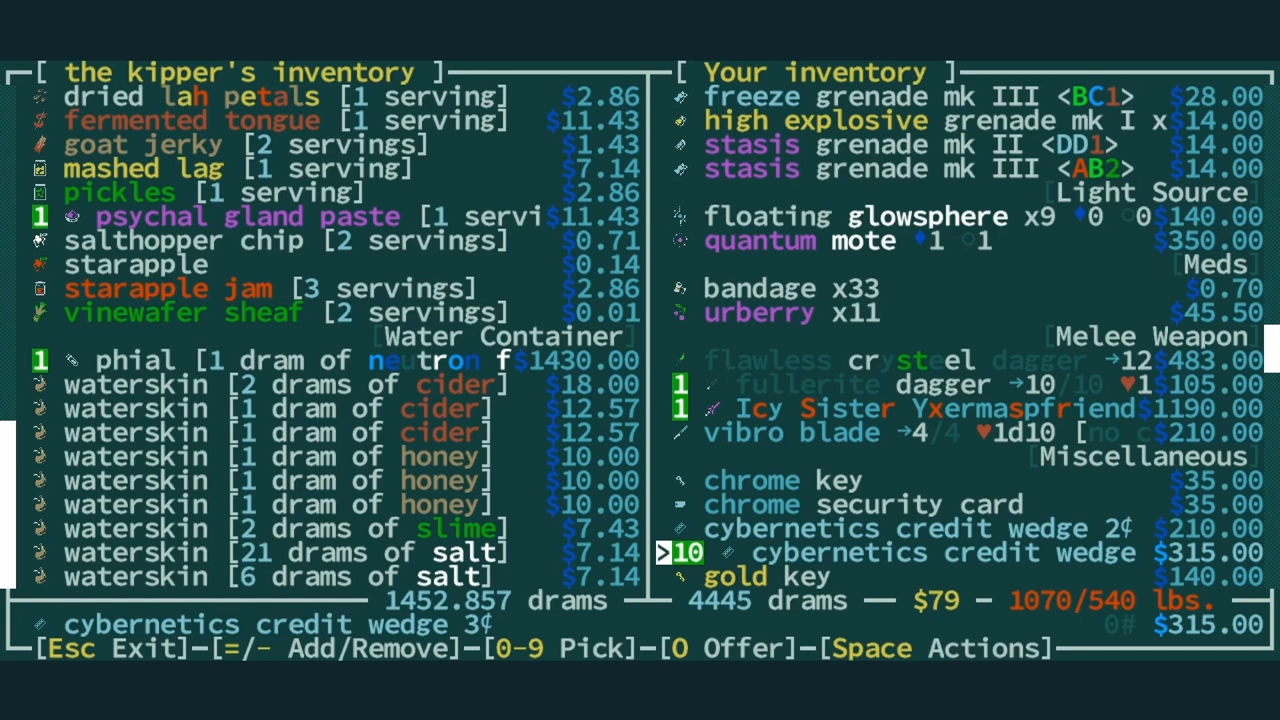 [ the kipper's inventory ]
dried lah petals [1 serving] $2.86
fermented tongue [1 serving] $11.43
goat jerky [2 servings] $1.43
mashed lag [1 serving] $7.14
pickles [1 serving] $2.86
1 psychal gland paste [1 servi$11.43
salthopper chip [2 servings] $0.71
starapple $0.14
starapple jam [3 servings] $2.86
vinewafer sheaf [2 servings] $0.01
[Water Container]
1 phial [1 dram of neutron f$1430.00
waterskin [2 drams of cider] $18.00
waterskin [1 dram of cider] $12.57
waterskin [1 dram of cider] $12.57
waterskin [1 dram of honey] $10.00
waterskin [1 dram of honey] $10.00
waterskin [1 dram of honey] $10.00
waterskin [2 drams of slime] $7.43
waterskin [21 drams of salt] $7.14
waterskin [6 drams of salt] $7.14
1452.857 drams
[ Your inventory ]
freeze grenade mk III <BC1> $28.00
high explosive grenade mk I x$14.00
stasis grenade mk II <DD1> $14.00
stasis grenade mk III <AB2> $14.00
[Light Source]
floating glowsphere x9 ♦0 ○0$140.00
quantum mote ♦1 ○1 $350.00
[Meds]
bandage x33 $0.70
urberry x11 $45.50
[Melee Weapon]
flawless crysteel dagger →12$483.00
1 fullerite dagger →10/10 ♥1$105.00
1 Icy Sister Yxermaspfriend$1190.00
vibro blade →4/4 ♥1d10 [no c$210.00
[Miscellaneous]
chrome key $35.00
chrome security card $35.00
cybernetics credit wedge 2¢ $210.00
>10 cybernetics credit wedge $315.00
gold key $140.00
4445 drams — $79 — 1070/540 lbs.
cybernetics credit wedge 3¢ 0# $315.00
[Esc Exit]—[=/- Add/Remove]—[0-9 Pick]—[O Offer]—[Space Actions]